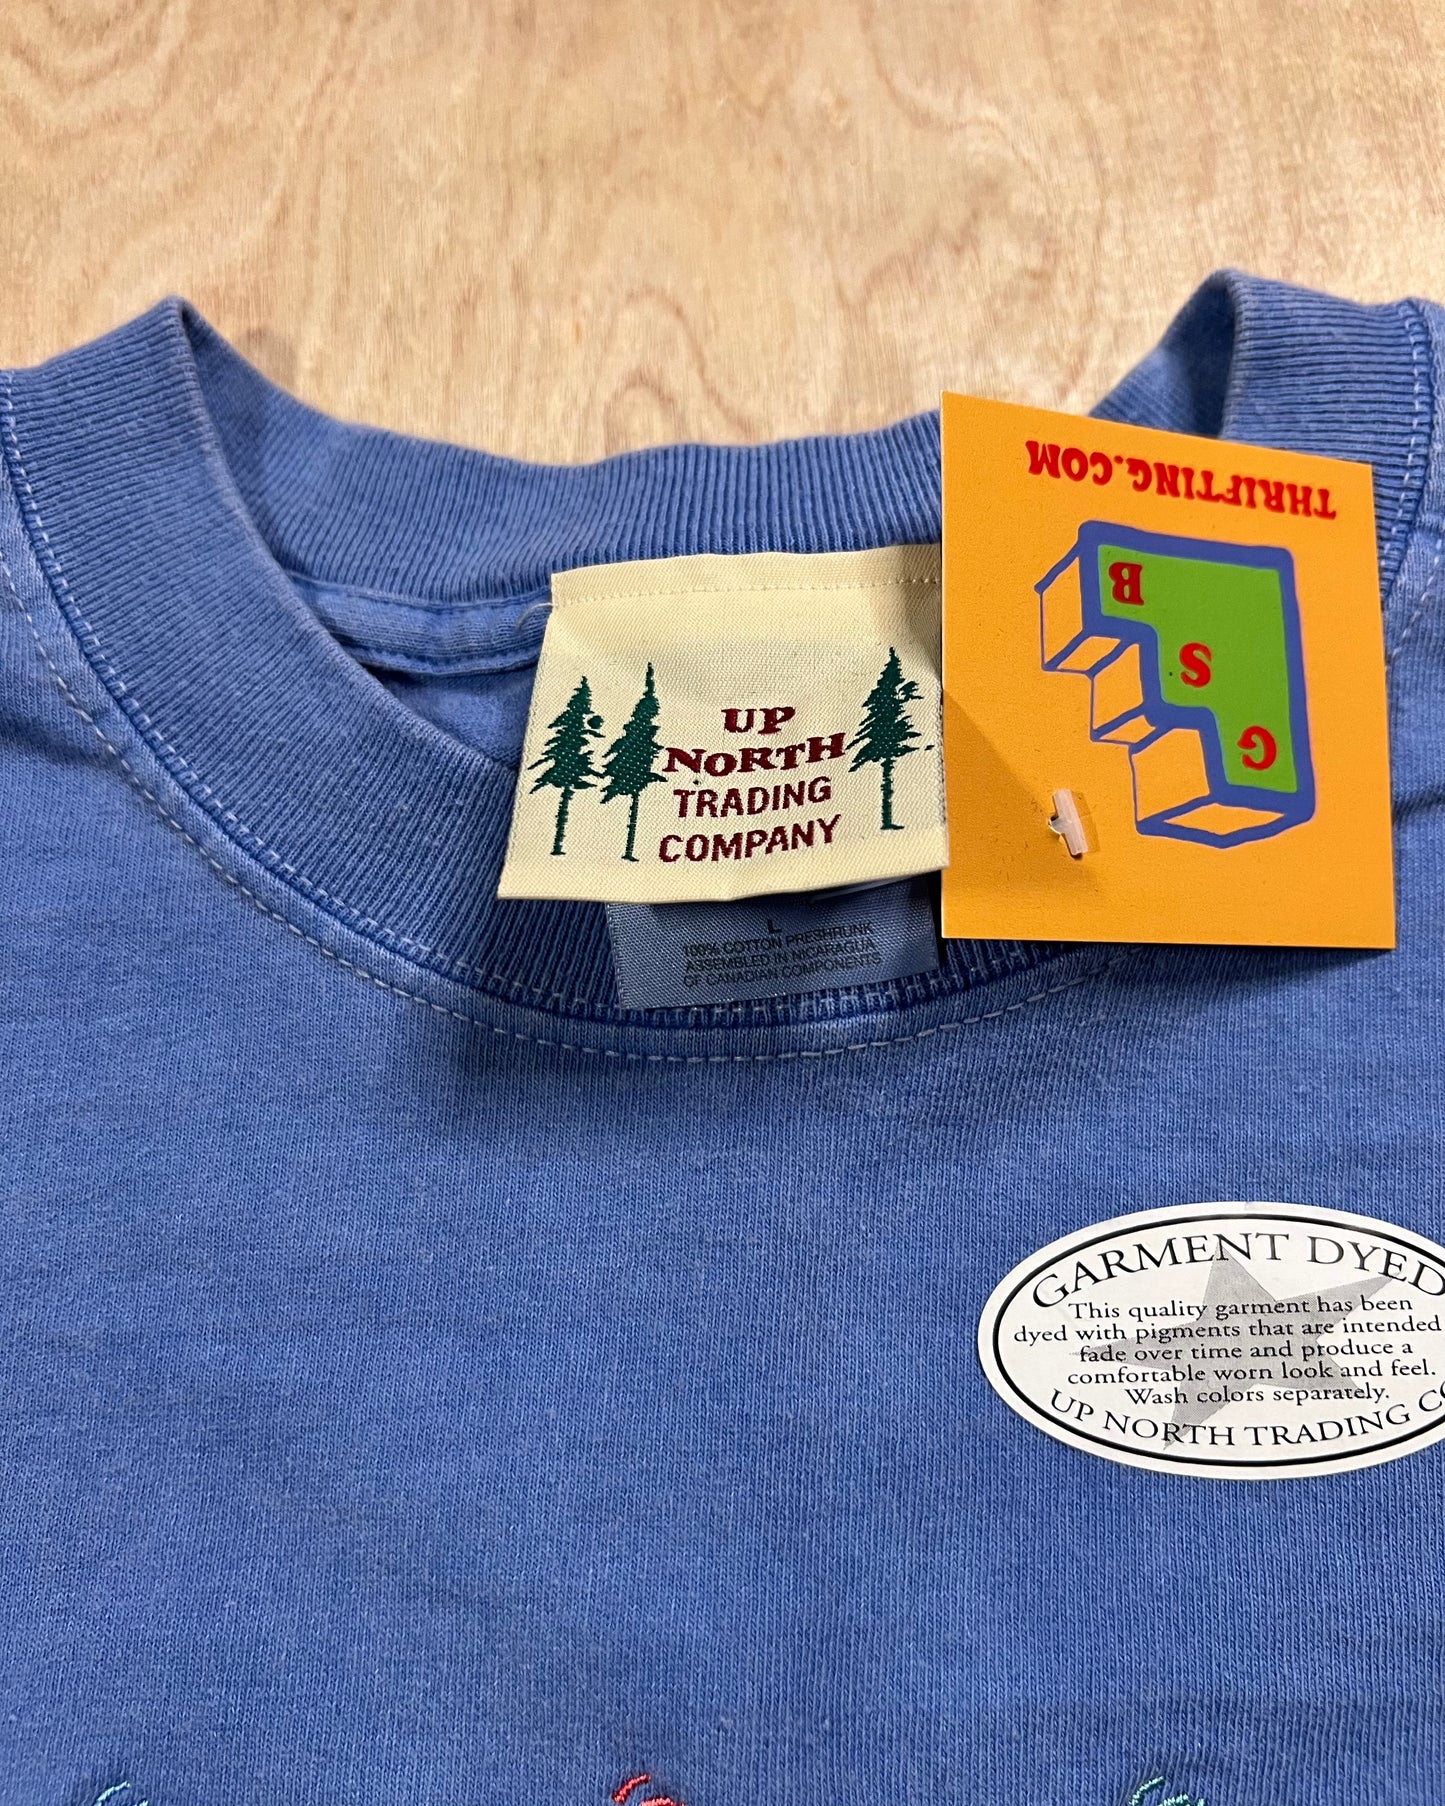 THRIFTING.COM
B
S
G
UP
NORTH
TRADING
COMPANY
L
100% COTTON PRESHRUNK
ASSEMBLED IN NICARAGUA
OF CANADIAN COMPONENTS
GARMENT DYED
This quality garment has been
dyed with pigments that are intended
fade over time and produce a
comfortable worn look and feel.
Wash colors separately.
UP NORTH TRADING CO